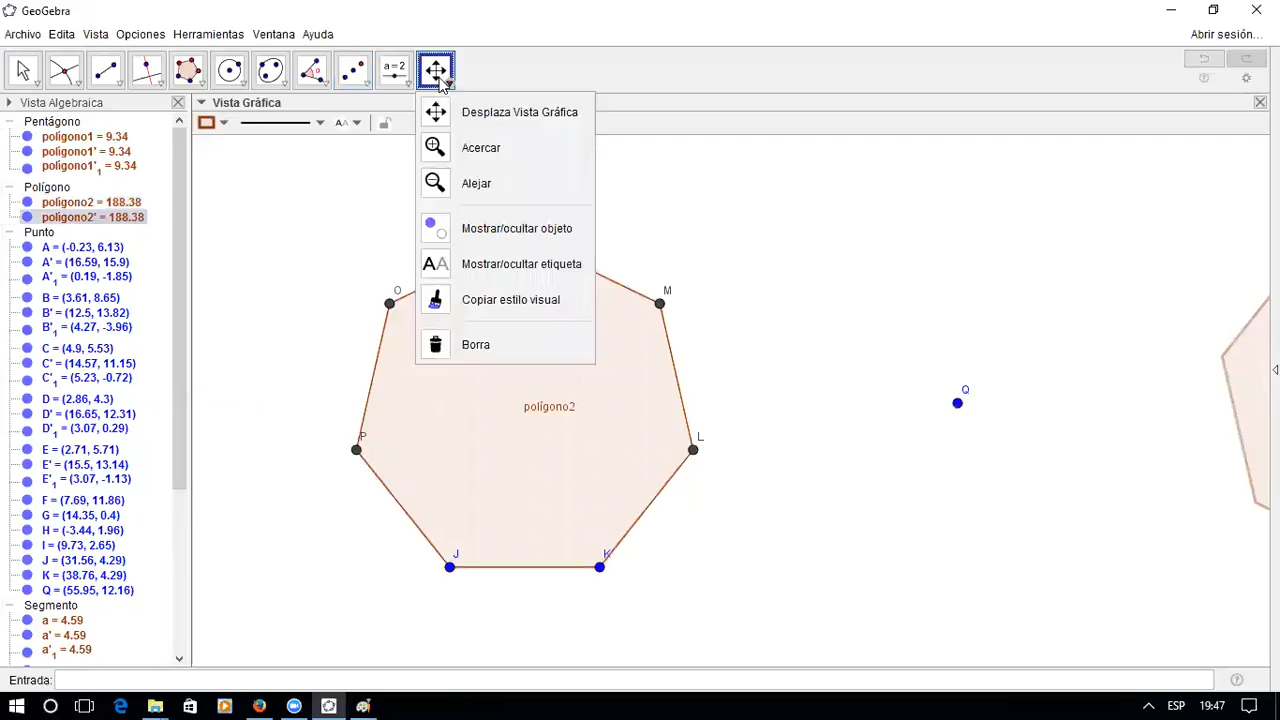 GeoGebra
Archivo Edita Vista Opciones Herramientas Ventana Ayuda
Abrir sesión...
a = 2
Vista Algebraica
Vista Gráfica
AA
Desplaza Vista Gráfica
Acercar
Alejar
Mostrar/ocultar objeto
AA Mostrar/ocultar etiqueta
Copiar estilo visual
Borra
Pentágono
polígono1 = 9.34
polígono1' = 9.34
polígono1'1 = 9.34
Polígono
polígono2 = 188.38
polígono2' = 188.38
Punto
A = (-0.23, 6.13)
A' = (16.59, 15.9)
A'1 = (0.19, -1.85)
B = (3.61, 8.65)
B' = (12.5, 13.82)
B'1 = (4.27, -3.96)
C = (4.9, 5.53)
C' = (14.57, 11.15)
C'1 = (5.23, -0.72)
D = (2.86, 4.3)
D' = (16.65, 12.31)
D'1 = (3.07, 0.29)
E = (2.71, 5.71)
E' = (15.5, 13.14)
E'1 = (3.07, -1.13)
F = (7.69, 11.86)
G = (14.35, 0.4)
H = (-3.44, 1.96)
I = (9.73, 2.65)
J = (31.56, 4.29)
K = (38.76, 4.29)
Q = (55.95, 12.16)
Segmento
a = 4.59
a' = 4.59
a'1 = 4.59
O
M
Q
polígono2
P
L
J
K
Entrada:
ESP 19:47